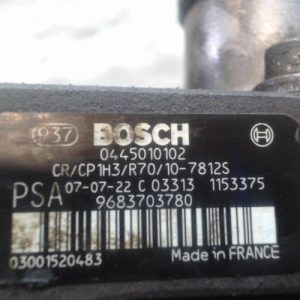 937 BOSCH
0445010102
CR/CP1H3/R70/10-7812S
PSA 07-07-22 C 03313 1153375
9683703780
03001520483 Made in FRANCE